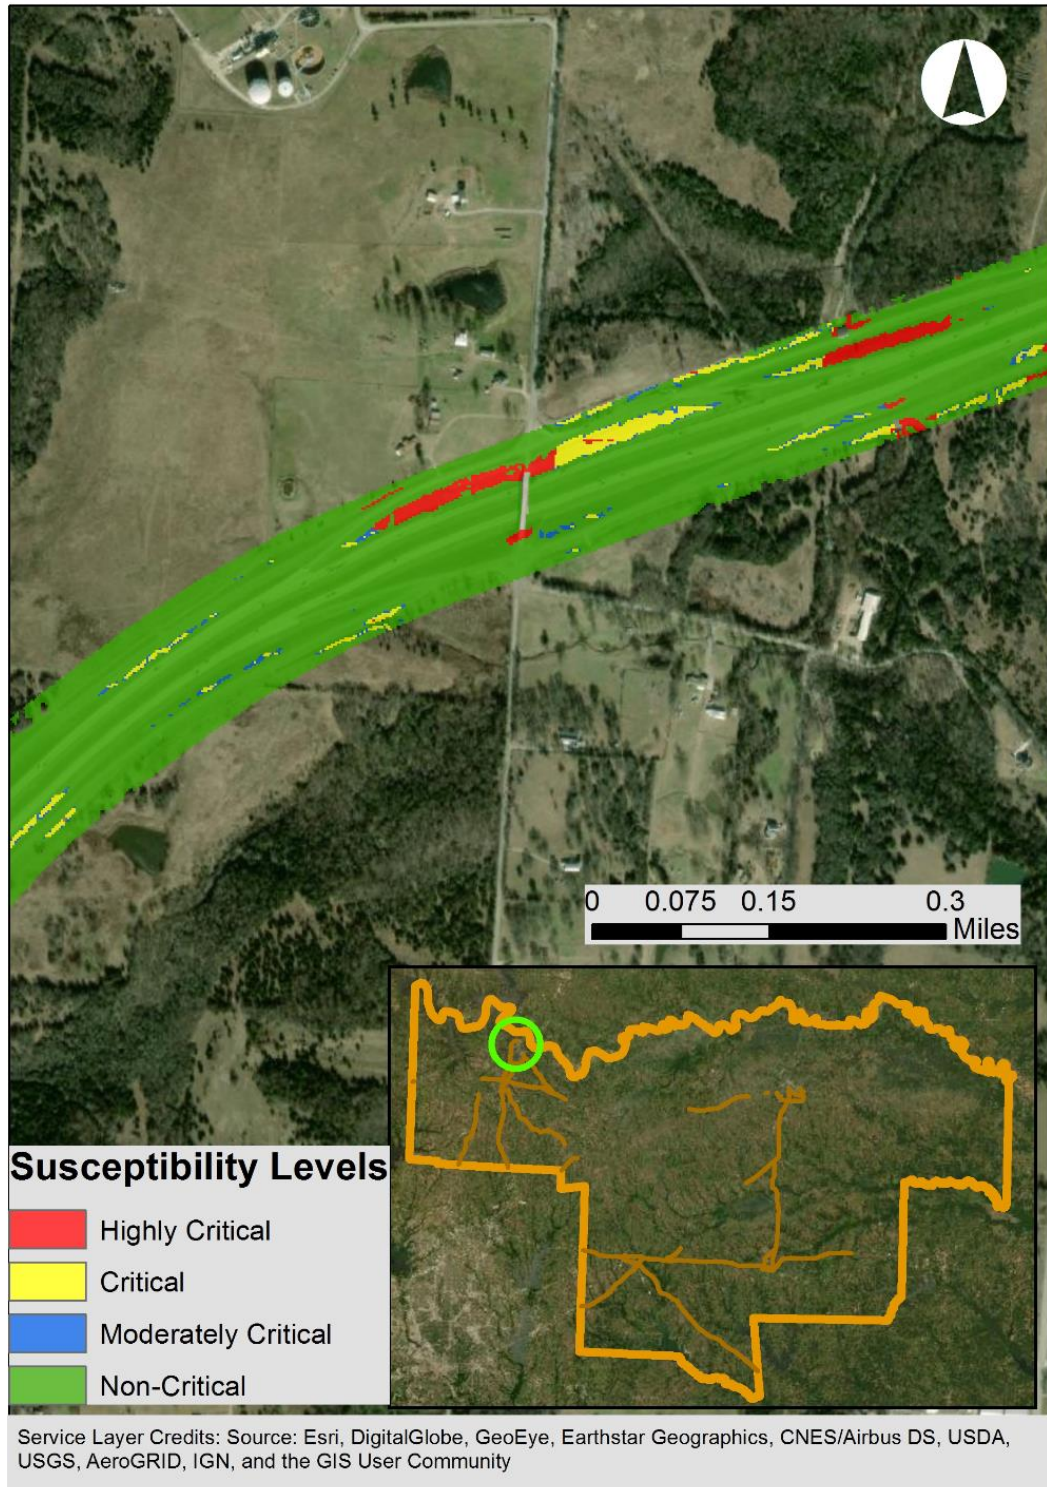 0 0.075 0.15 0.3
Miles
Susceptibility Levels
Highly Critical
Critical
Moderately Critical
Non-Critical
Service Layer Credits: Source: Esri, DigitalGlobe, GeoEye, Earthstar Geographics, CNES/Airbus DS, USDA,
USGS, AeroGRID, IGN, and the GIS User Community